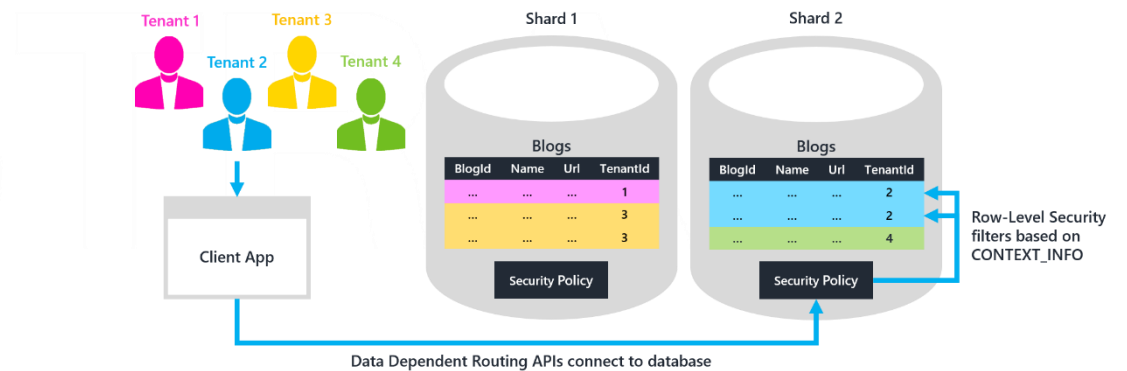 Tenant 1
Tenant 3
Tenant 2
Tenant 4
Client App
Shard 1
Blogs
BlogId Name Url TenantId
... ... ... 1
... ... ... 3
... ... ... 3
Security Policy
Shard 2
Blogs
BlogId Name Url TenantId
... ... ... 2
... ... ... 2
... ... ... 4
Security Policy
Row-Level Security
filters based on
CONTEXT_INFO
Data Dependent Routing APIs connect to database